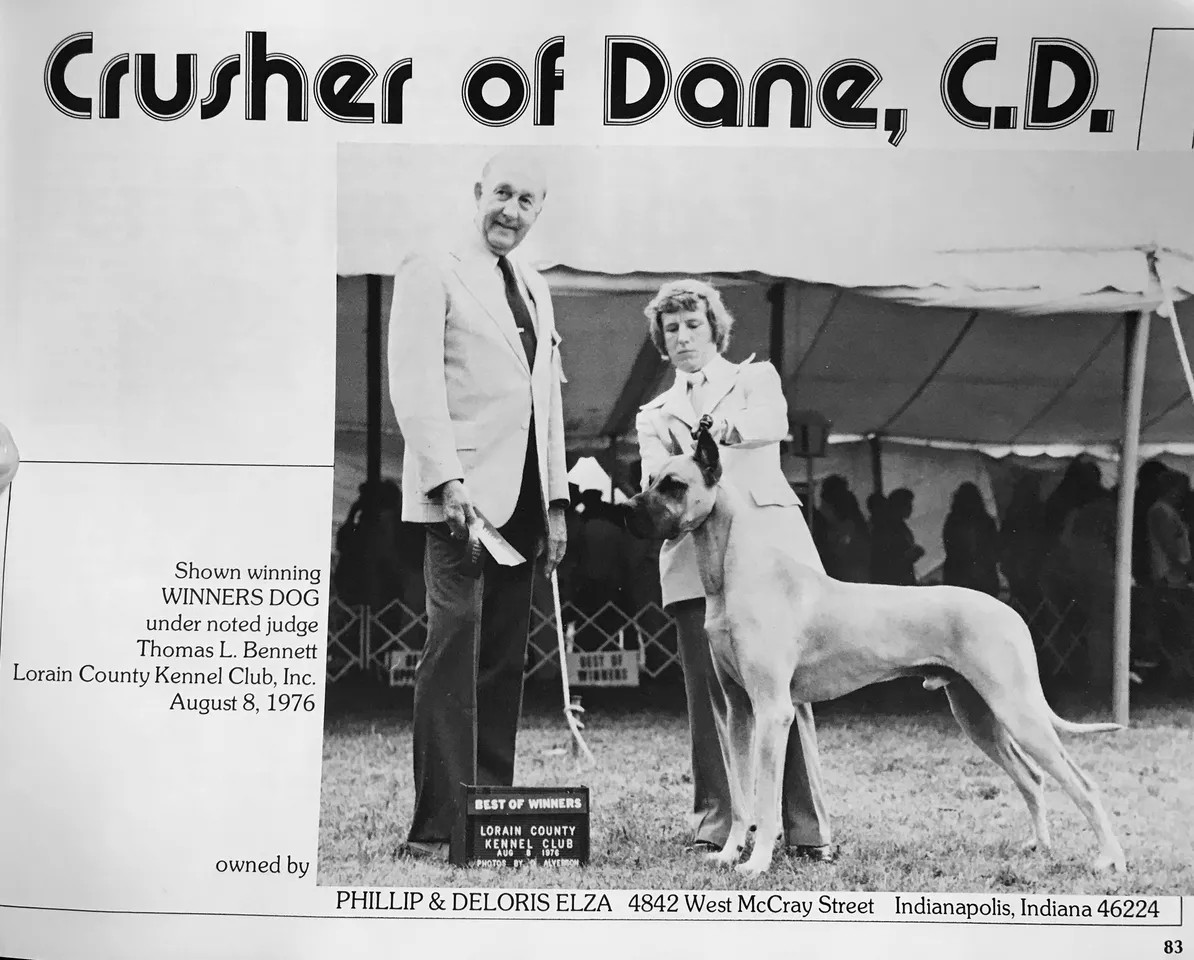 Crusher of Dane, C.D.
Shown winning
WINNERS DOG
under noted judge
Thomas L. Bennett
Lorain County Kennel Club, Inc.
August 8, 1976
BEST OF
WINNERS
BEST OF WINNERS
LORAIN COUNTY
KENNEL CLUB
AUG 8 1976
PHOTOS BY ALVERSON
owned by
PHILLIP & DELORIS ELZA 4842 West McCray Street Indianapolis, Indiana 46224
83